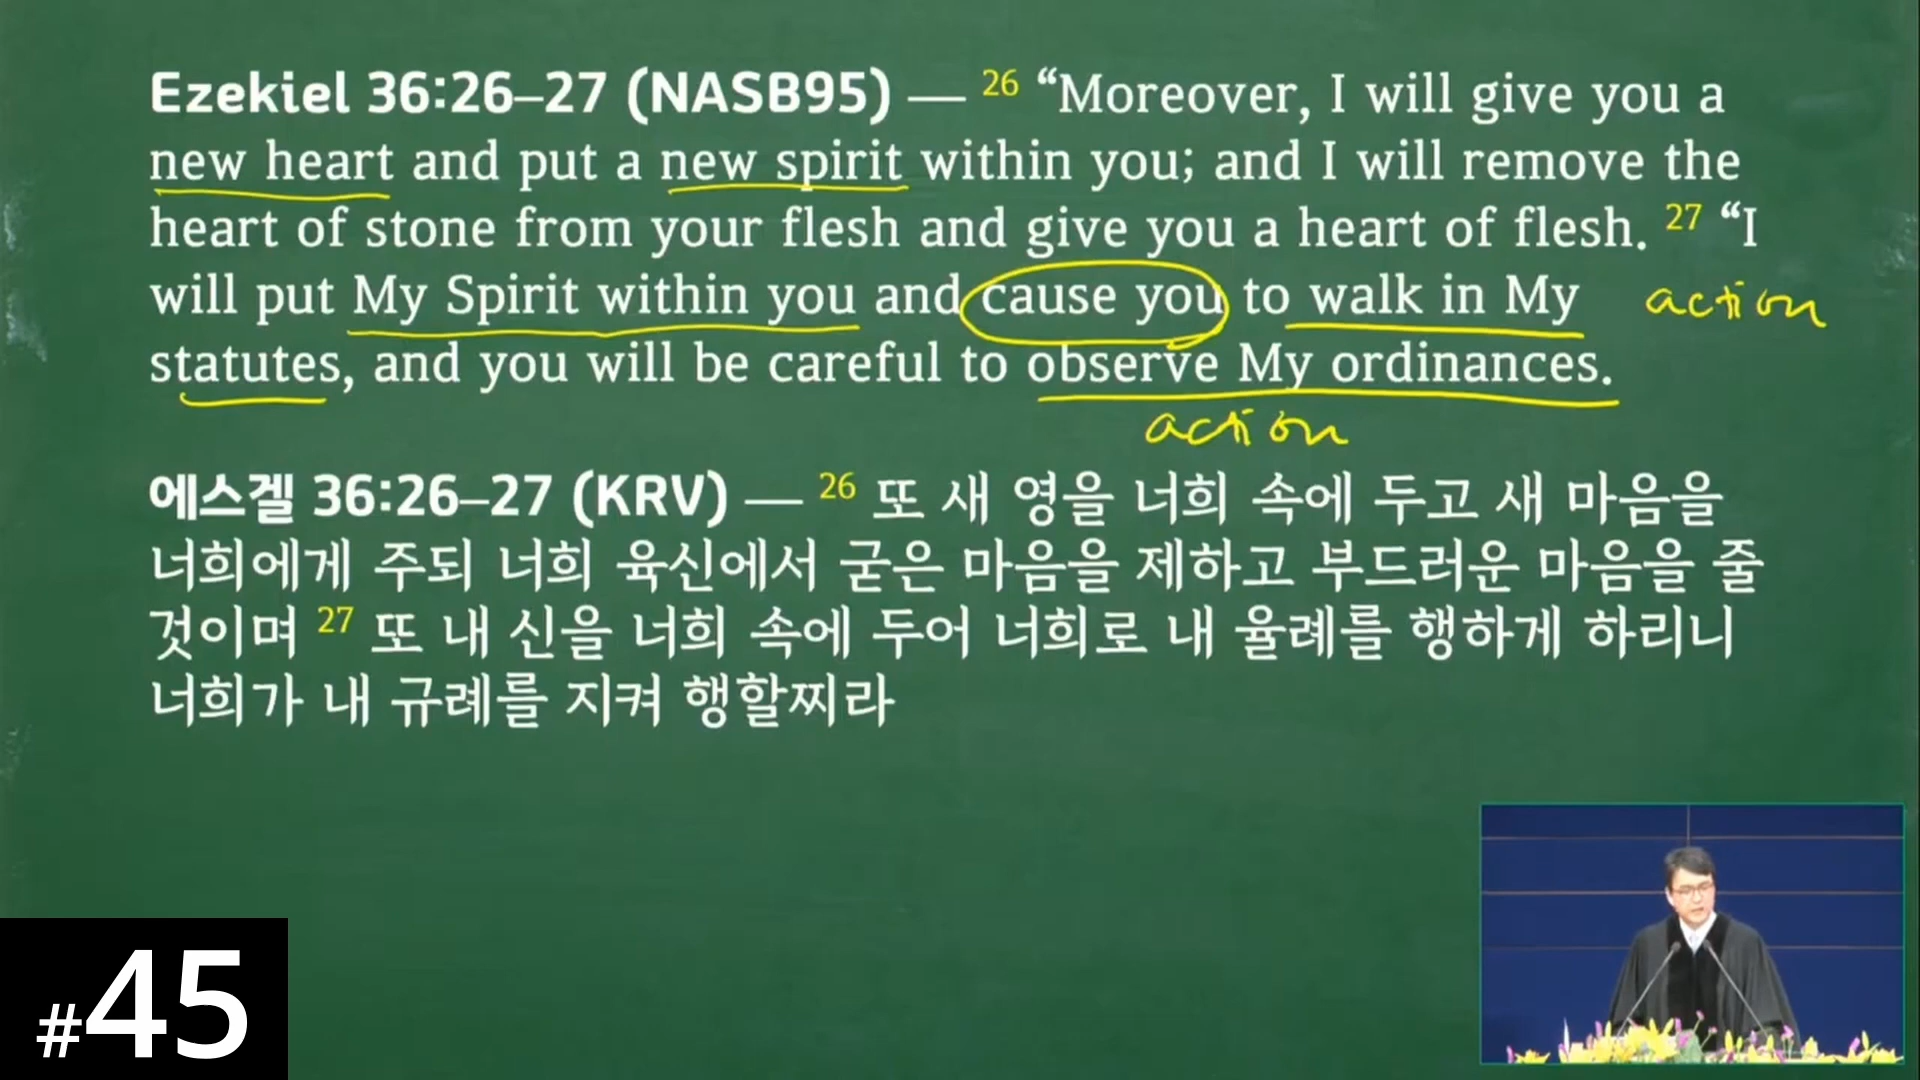 Ezekiel 36:26–27 (NASB95) — 26 “Moreover, I will give you a
new heart and put a new spirit within you; and I will remove the
heart of stone from your flesh and give you a heart of flesh. 27 “I
will put My Spirit within you and cause you to walk in My
action
statutes, and you will be careful to observe My ordinances.
action
에스겔 36:26–27 (KRV) — 26 또 새 영을 너희 속에 두고 새 마음을
너희에게 주되 너희 육신에서 굳은 마음을 제하고 부드러운 마음을 줄
것이며 27 또 내 신을 너희 속에 두어 너희로 내 율례를 행하게 하리니
너희가 내 규례를 지켜 행할찌라
#45